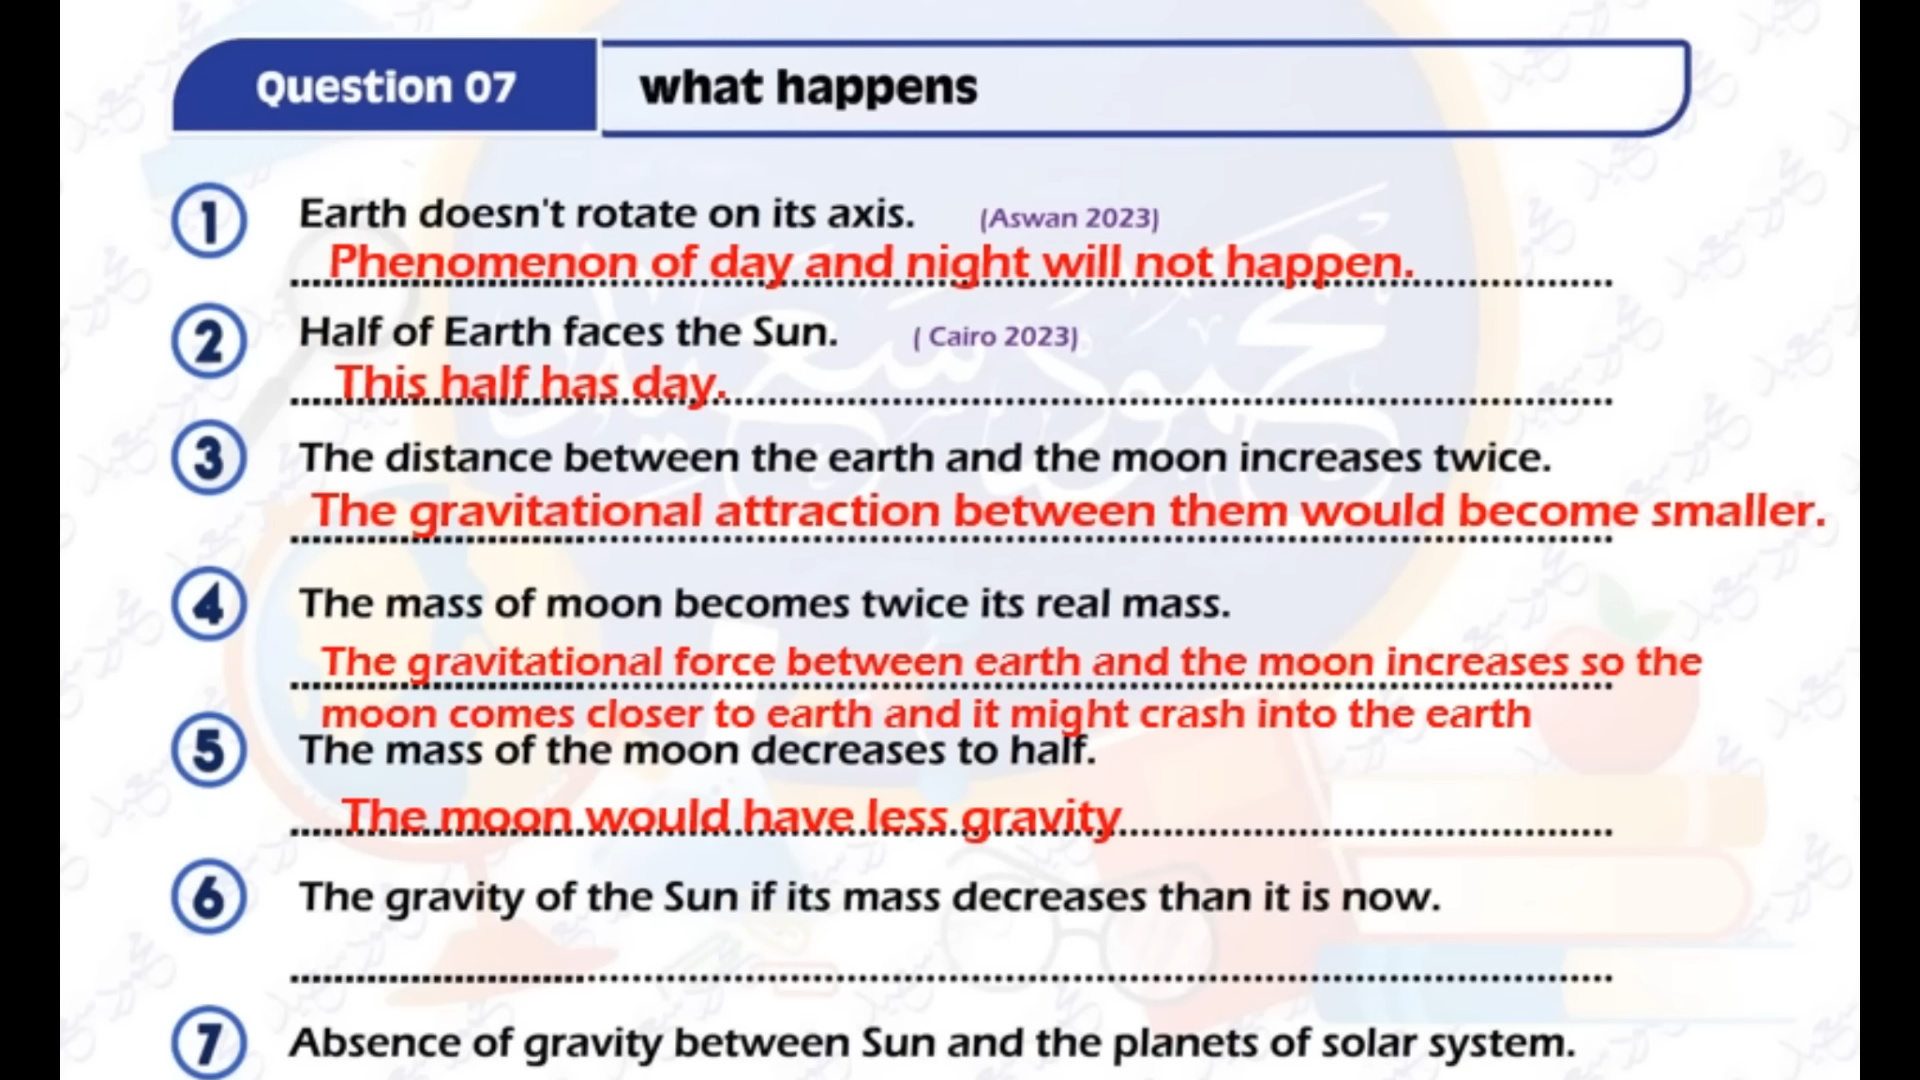 Question 07 what happens
1 Earth doesn't rotate on its axis. (Aswan 2023)
Phenomenon of day and night will not happen.
2 Half of Earth faces the Sun. ( Cairo 2023)
This half has day.
3 The distance between the earth and the moon increases twice.
The gravitational attraction between them would become smaller.
4 The mass of moon becomes twice its real mass.
The gravitational force between earth and the moon increases so the
moon comes closer to earth and it might crash into the earth
5 The mass of the moon decreases to half.
The moon would have less gravity
6 The gravity of the Sun if its mass decreases than it is now.
7 Absence of gravity between Sun and the planets of solar system.